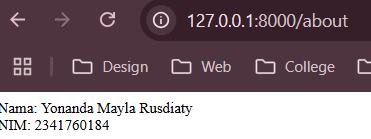 127.0.0.1:8000/about
Design Web College
Nama: Yonanda Mayla Rusdiaty
NIM: 2341760184